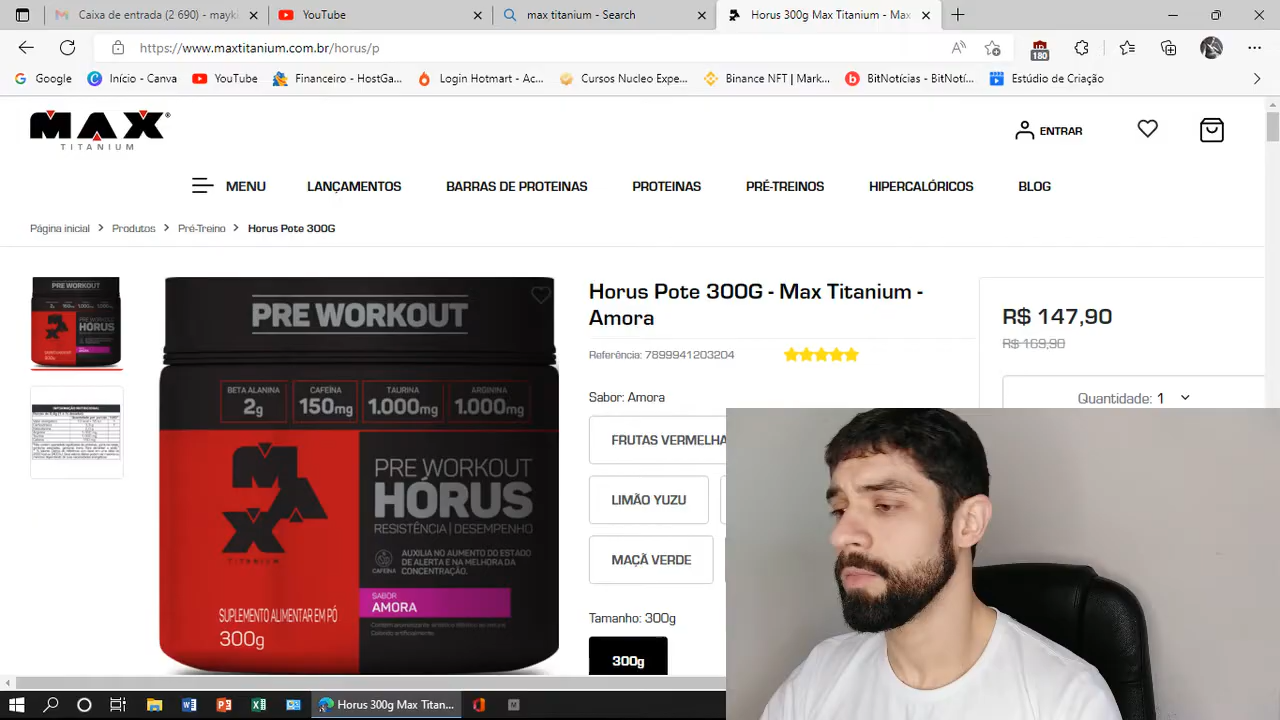 Caixa de entrada (2 690) - mayk
YouTube
max titanium - Search
Horus 300g Max Titanium - Max
https://www.maxtitanium.com.br/horus/p
180
Google
Início - Canva
YouTube
Financeiro - HostGa...
Login Hotmart - Ac...
Cursos Nucleo Expe...
Binance NFT | Mark...
BitNotícias - BitNotí...
Estúdio de Criação
MAX
TITANIUM
ENTRAR
MENU
LANÇAMENTOS
BARRAS DE PROTEINAS
PROTEINAS
PRÉ-TREINOS
HIPERCALÓRICOS
BLOG
Página inicial > Produtos > Pré-Treino > Horus Pote 300G
PRE WORKOUT
BETA ALANINA
2g
CAFEÍNA
150mg
TAURINA
1.000mg
ARGININA
1.000mg
MAX
TITANIUM
PRE WORKOUT
HÓRUS
RESISTÊNCIA | DESEMPENHO
CAFEÍNA
AUXILIA NO AUMENTO DO ESTADO
DE ALERTA E NA MELHORA DA
CONCENTRAÇÃO.
SABOR
AMORA
SUPLEMENTO ALIMENTAR EM PÓ
300g
Horus Pote 300G - Max Titanium -
Amora
Referência: 7899941203204
Sabor: Amora
FRUTAS VERMELHA
LIMÃO YUZU
MAÇÃ VERDE
Tamanho: 300g
300g
R$ 147,90
R$ 169,90
Quantidade: 1
Horus 300g Max Titan...